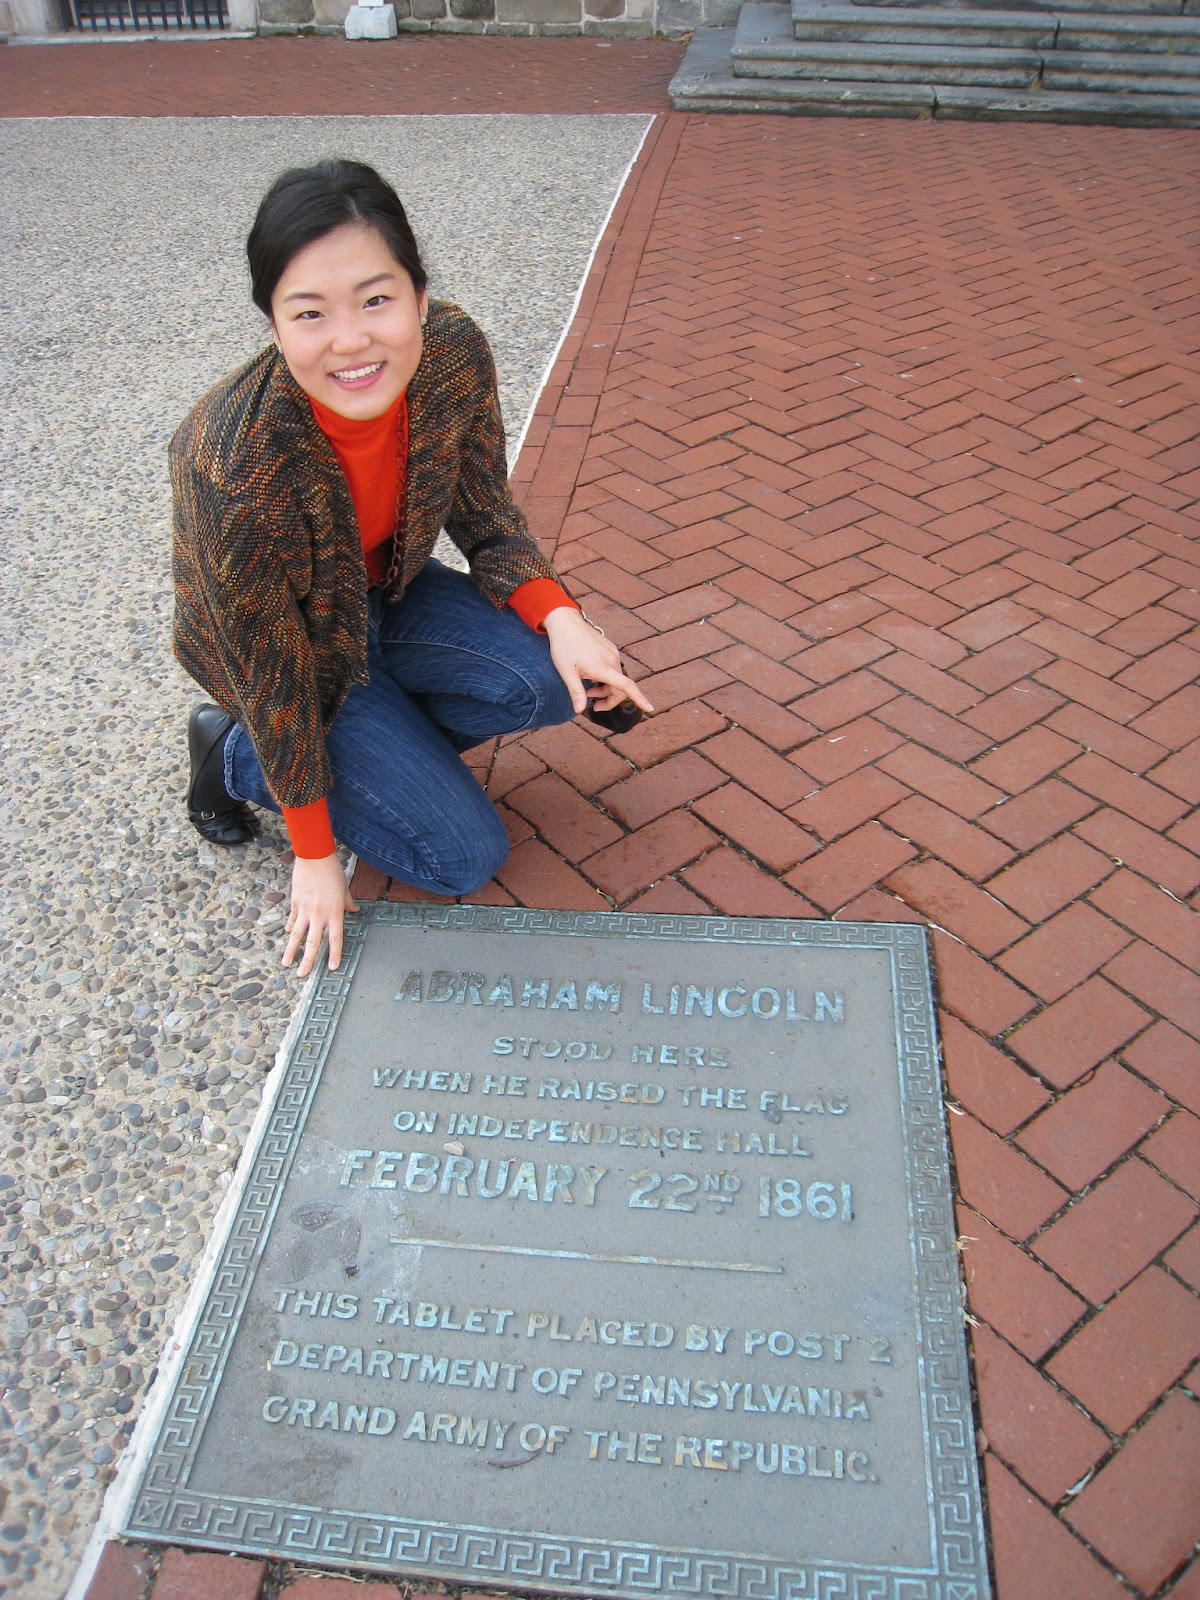 ABRAHAM LINCOLN
STOOD HERE
WHEN HE RAISED THE FLAG
ON INDEPENDENCE HALL
FEBRUARY 22ND 1861
THIS TABLET PLACED BY POST 2
DEPARTMENT OF PENNSYLVANIA
GRAND ARMY OF THE REPUBLIC.